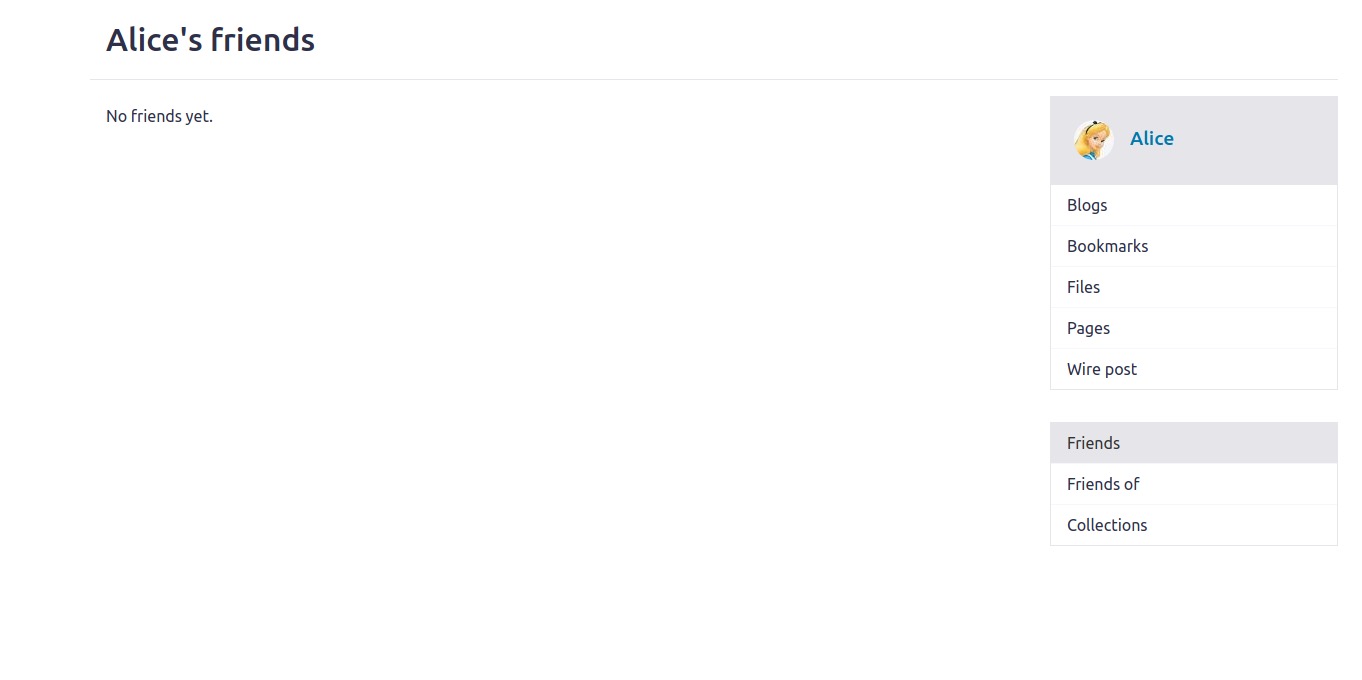 Alice's friends
No friends yet.
Alice
Blogs
Bookmarks
Files
Pages
Wire post
Friends
Friends of
Collections